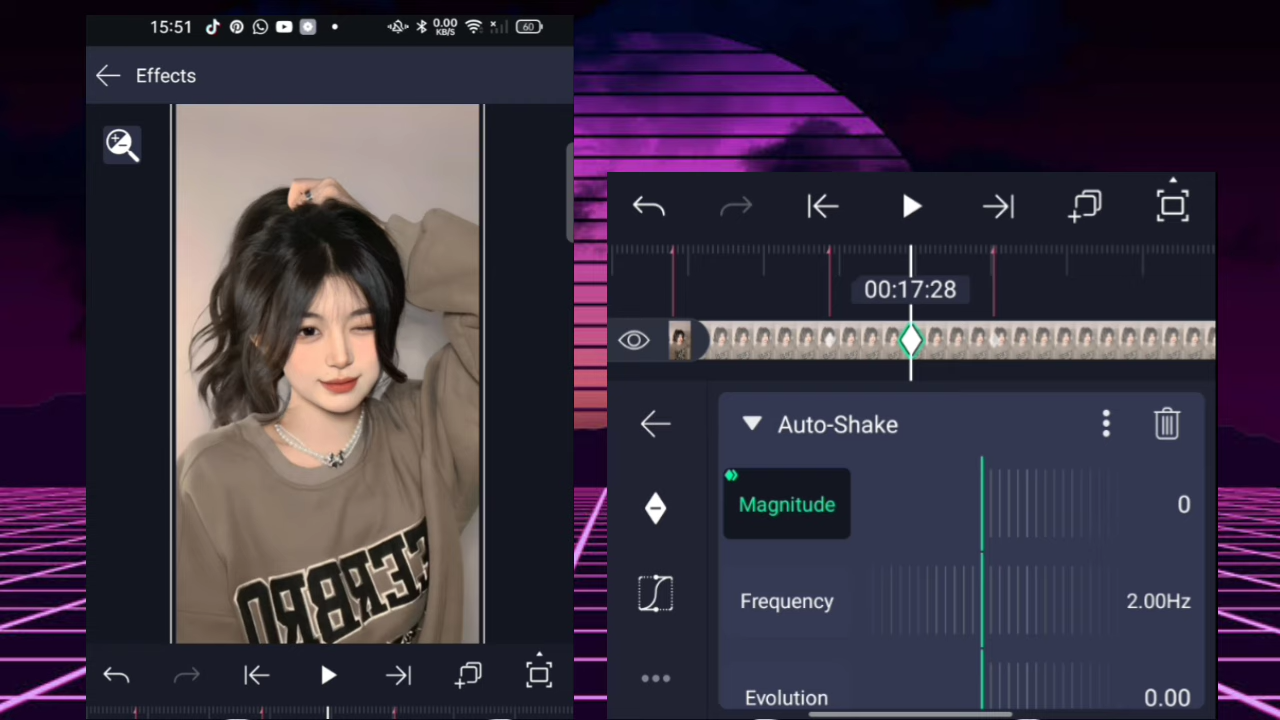 15:51
0.00
KB/S
60
Effects
00:17:28
Auto-Shake
Magnitude
0
Frequency
2.00Hz
Evolution
0.00